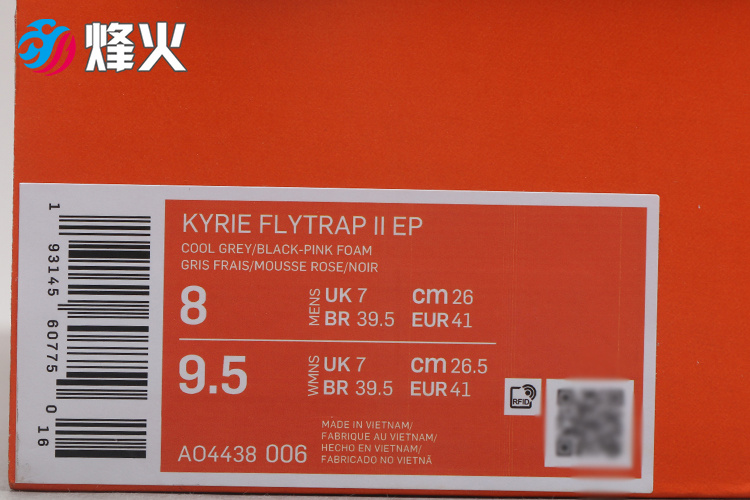 烽火
KYRIE FLYTRAP II EP
COOL GREY/BLACK-PINK FOAM
GRIS FRAIS/MOUSSE ROSE/NOIR
8
MENS
UK 7
cm 26
BR 39.5
EUR 41
9.5
WMNS
UK 7
cm 26.5
BR 39.5
EUR 41
RFID
AO4438 006
MADE IN VIETNAM/
FABRIQUE AU VIETNAM/
HECHO EN VIETNAM/
FABRICADO NO VIETNÃ
1 93145 60775 0 16